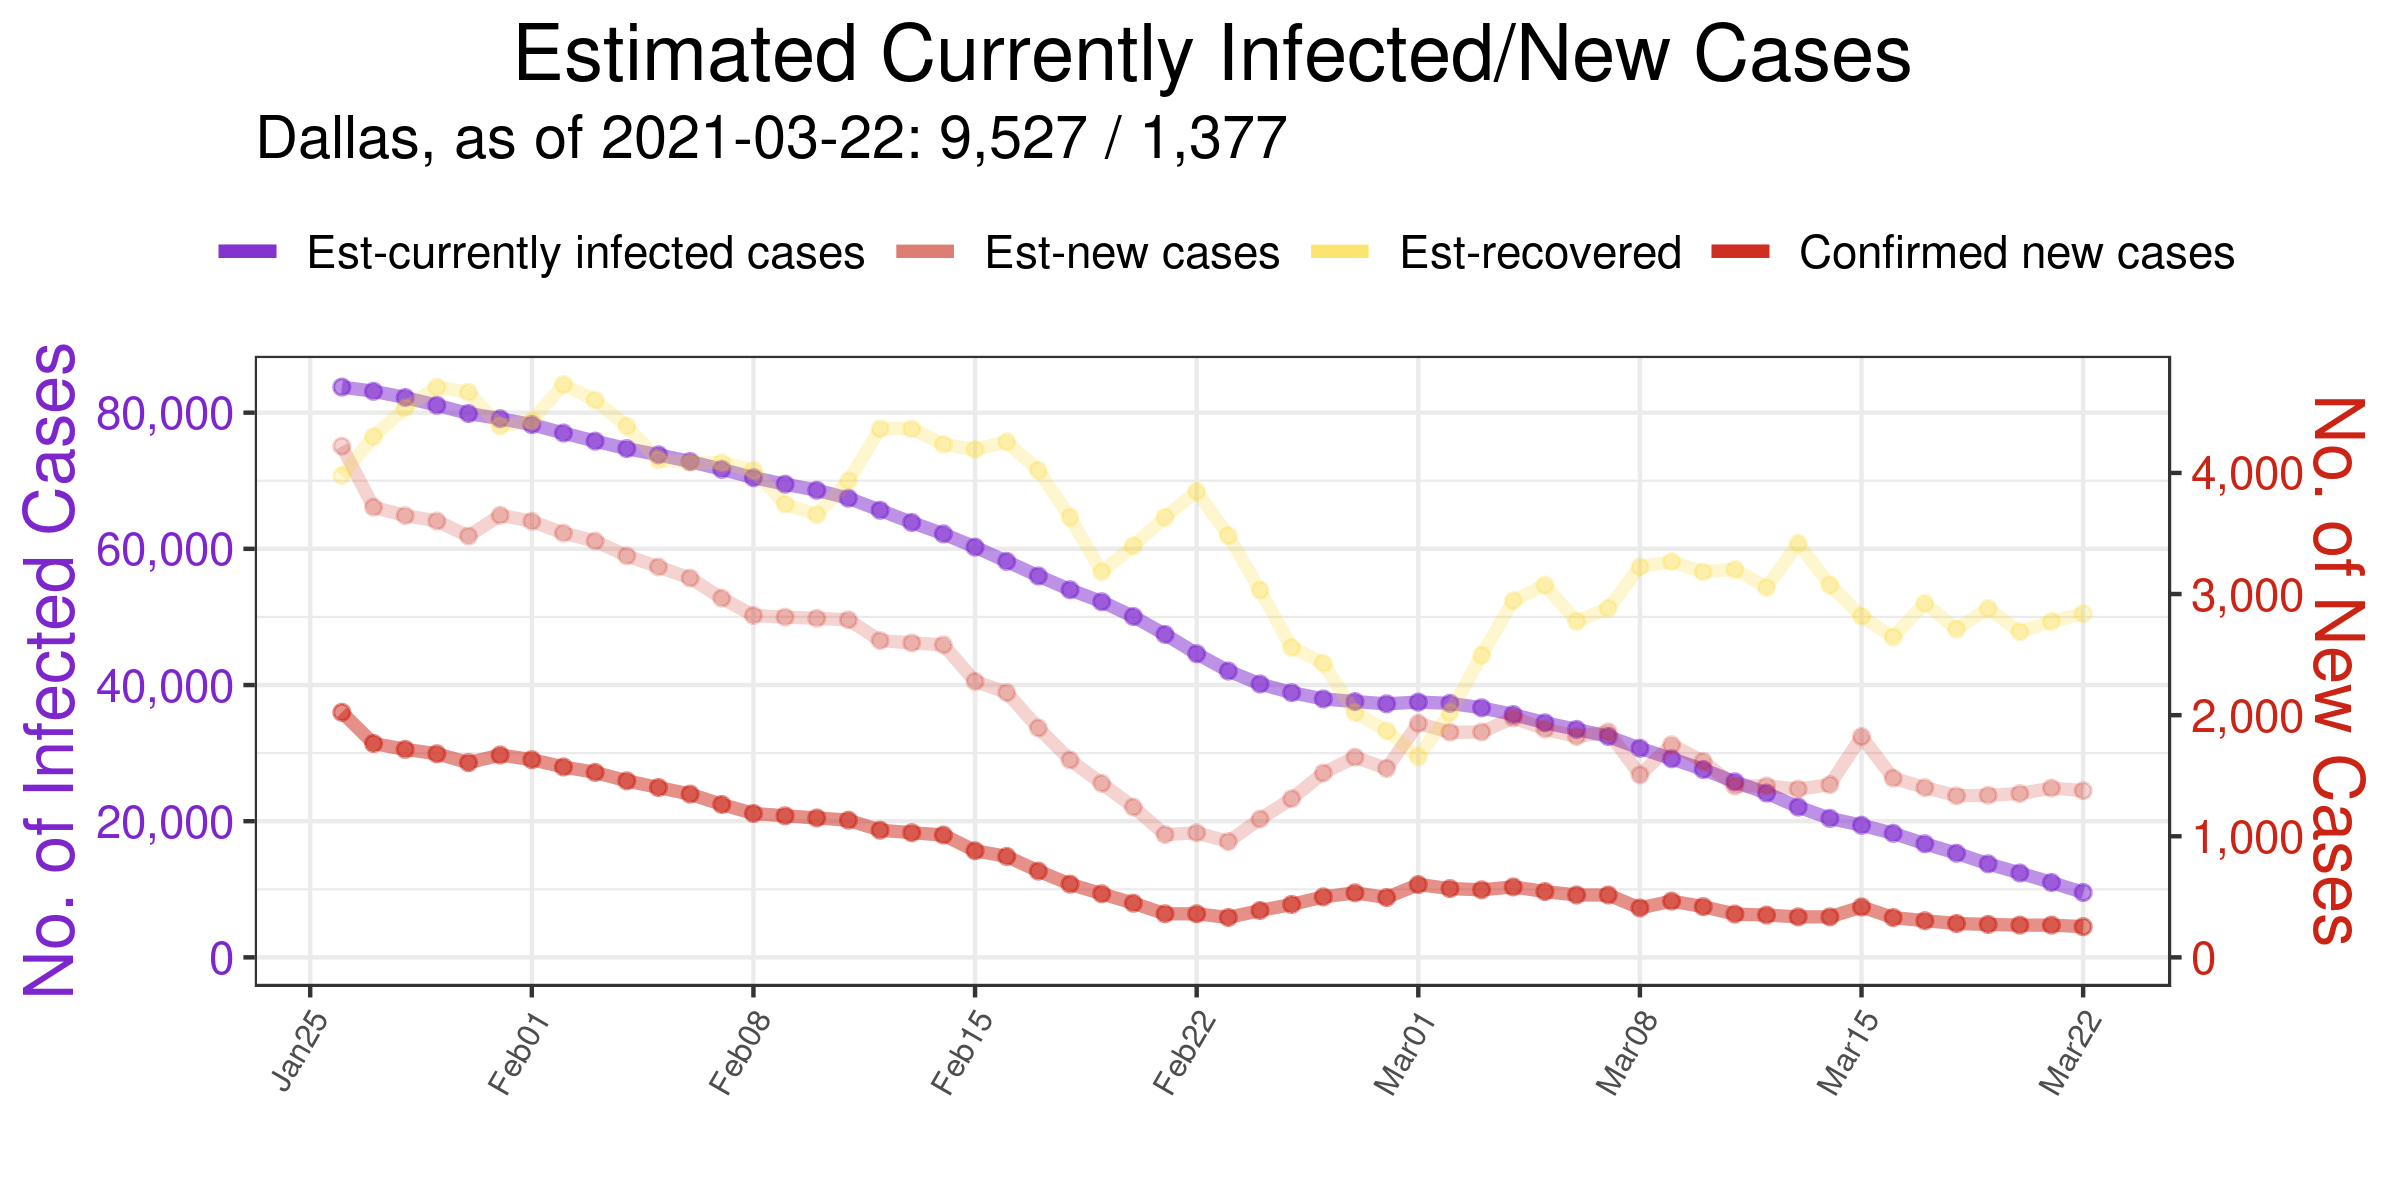 Estimated Currently Infected/New Cases
Dallas, as of 2021-03-22: 9,527 / 1,377
Est-currently infected cases Est-new cases Est-recovered Confirmed new cases
No. of Infected Cases
80,000
60,000
40,000
20,000
0
4,000
3,000
2,000
1,000
0
No. of New Cases
Jan25 Feb01 Feb08 Feb15 Feb22 Mar01 Mar08 Mar15 Mar22